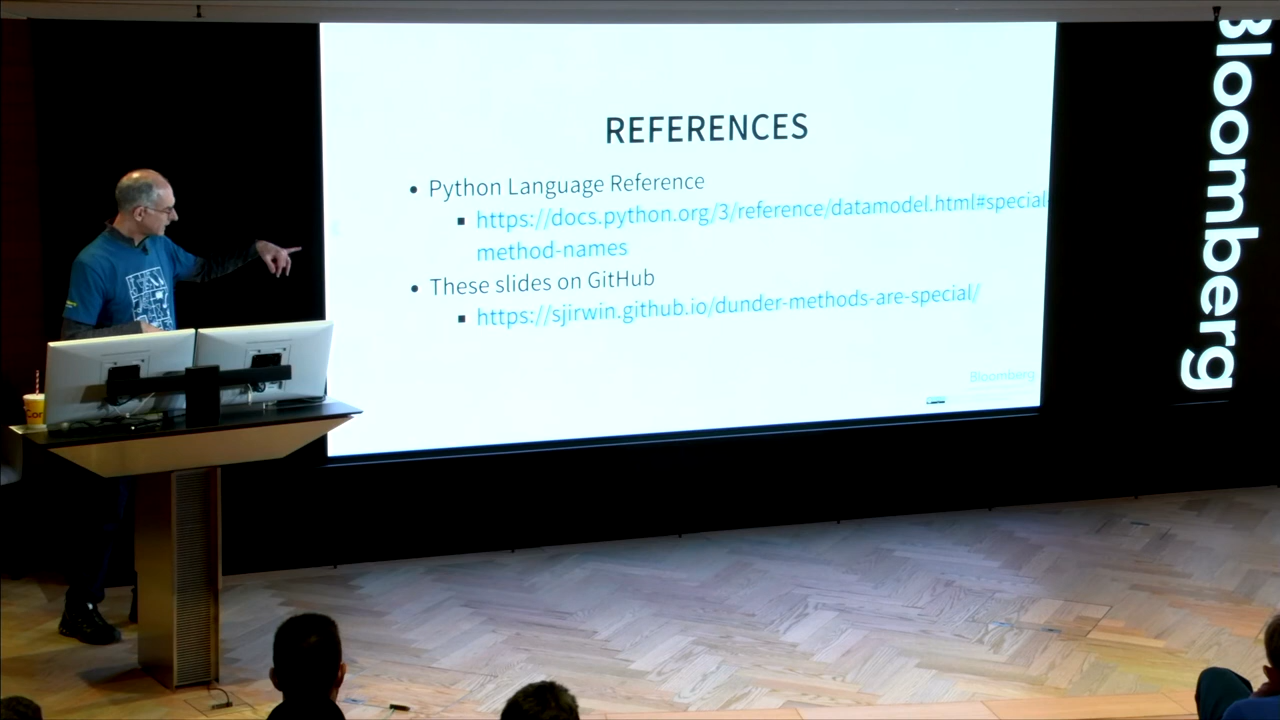 REFERENCES
Python Language Reference
https://docs.python.org/3/reference/datamodel.html#special-
method-names
These slides on GitHub
https://sjirwin.github.io/dunder-methods-are-special/
Bloomberg
Bloomberg